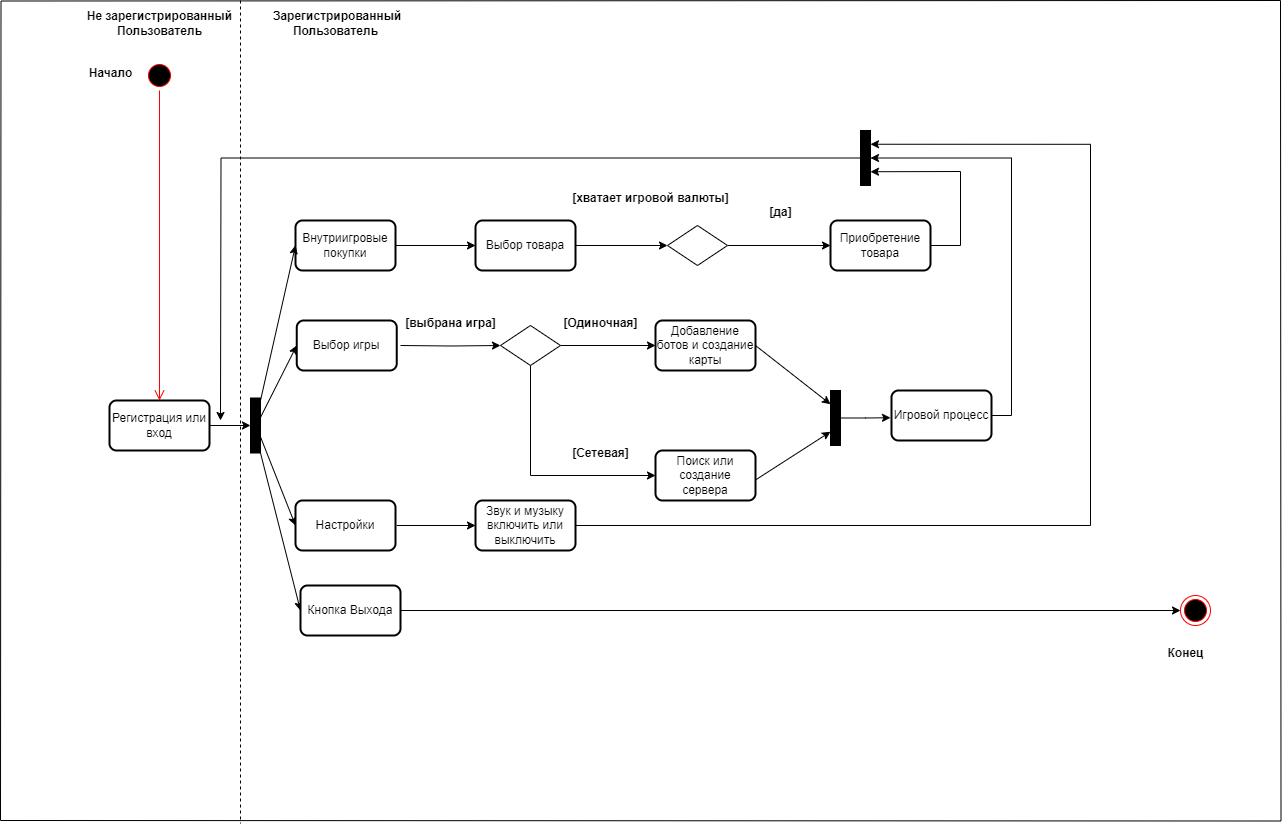 Не зарегистрированный
Пользователь
Зарегистрированный
Пользователь
Начало
[хватает игровой валюты]
[да]
Внутриигровые
покупки
Выбор товара
Приобретение
товара
[выбрана игра]
[Одиночная]
Выбор игры
Добавление
ботов и создание
карты
Регистрация или
вход
Игровой процесс
[Сетевая]
Поиск или
создание
сервера
Настройки
Звук и музыку
включить или
выключить
Кнопка Выхода
Конец